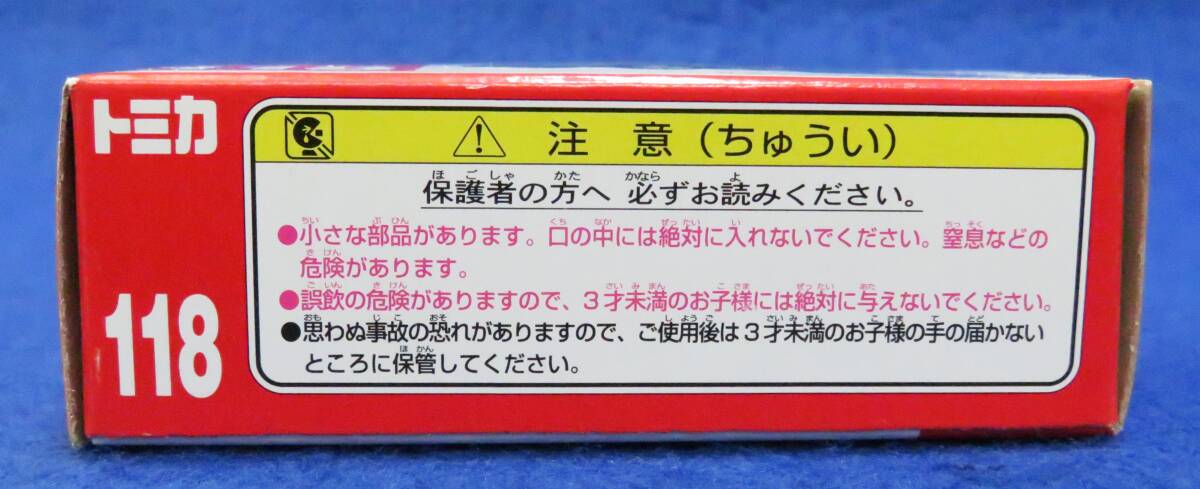 トミカ
118
注意（ちゅうい）
保護者の方へ 必ずお読みください。
●小さな部品があります。口の中には絶対に入れないでください。窒息などの
危険があります。
●誤飲の危険がありますので、3才未満のお子様には絶対に与えないでください。
●思わぬ事故の恐れがありますので、ご使用後は3才未満のお子様の手の届かない
ところに保管してください。